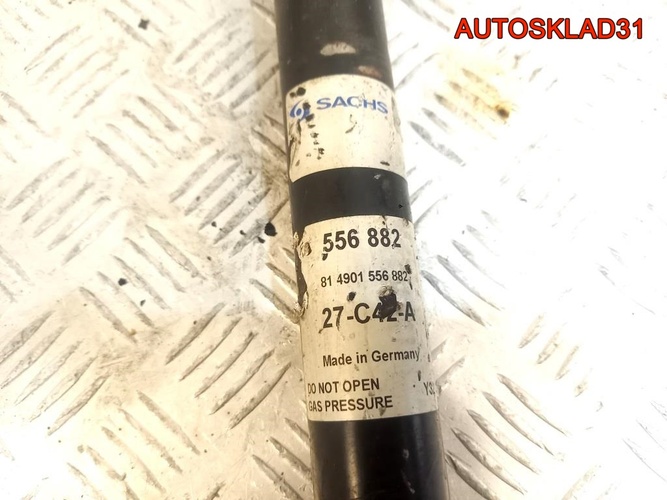 AUTOSKLAD31
SACHS
556 882
81 4901 556 882
27-C42-A
Made in Germany
DO NOT OPEN
GAS PRESSURE